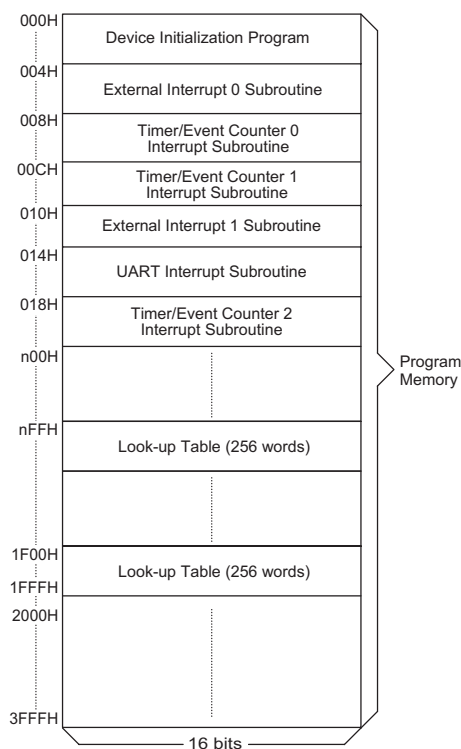 000H
Device Initialization Program
004H
External Interrupt 0 Subroutine
008H
Timer/Event Counter 0
Interrupt Subroutine
00CH
Timer/Event Counter 1
Interrupt Subroutine
010H
External Interrupt 1 Subroutine
014H
UART Interrupt Subroutine
018H
Timer/Event Counter 2
Interrupt Subroutine
n00H
Program
Memory
nFFH
Look-up Table (256 words)
1F00H
Look-up Table (256 words)
1FFFH
2000H
3FFFH
16 bits